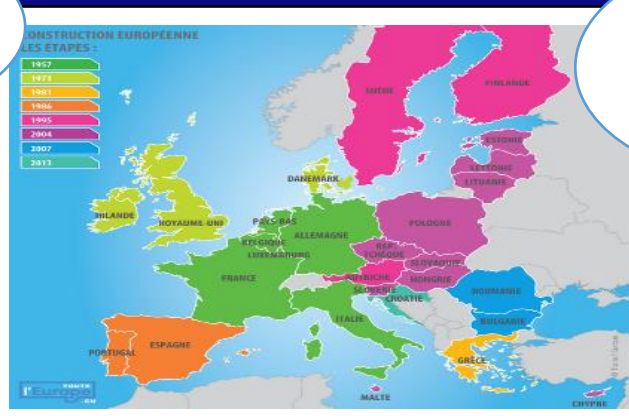 CONSTRUCTION EUROPÉENNE
LES ÉTAPES :
1957
1973
1981
1986
1995
2004
2007
2013
SUÈDE
FINLANDE
ESTONIE
LETTONIE
LITUANIE
DANEMARK
IRLANDE
ROYAUME-UNI
PAYS-BAS
BELGIQUE
LUXEMBOURG
ALLEMAGNE
POLOGNE
RÉP. TCHÈQUE
SLOVAQUIE
FRANCE
AUTRICHE
HONGRIE
SLOVÉNIE
CROATIE
ROUMANIE
BULGARIE
ITALIE
PORTUGAL
ESPAGNE
GRÈCE
MALTE
CHYPRE
TOUTE
l'Europe
.eu